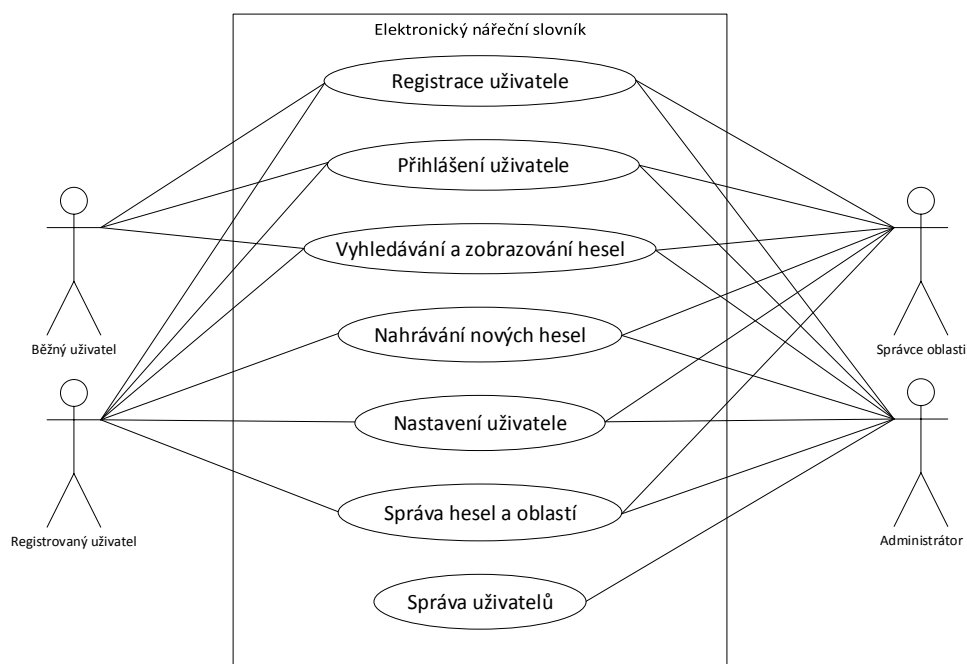 Elektronický nářeční slovník
Registrace uživatele
Přihlášení uživatele
Vyhledávání a zobrazování hesel
Nahrávání nových hesel
Běžný uživatel
Správce oblasti
Nastavení uživatele
Správa hesel a oblastí
Registrovaný uživatel
Administrátor
Správa uživatelů